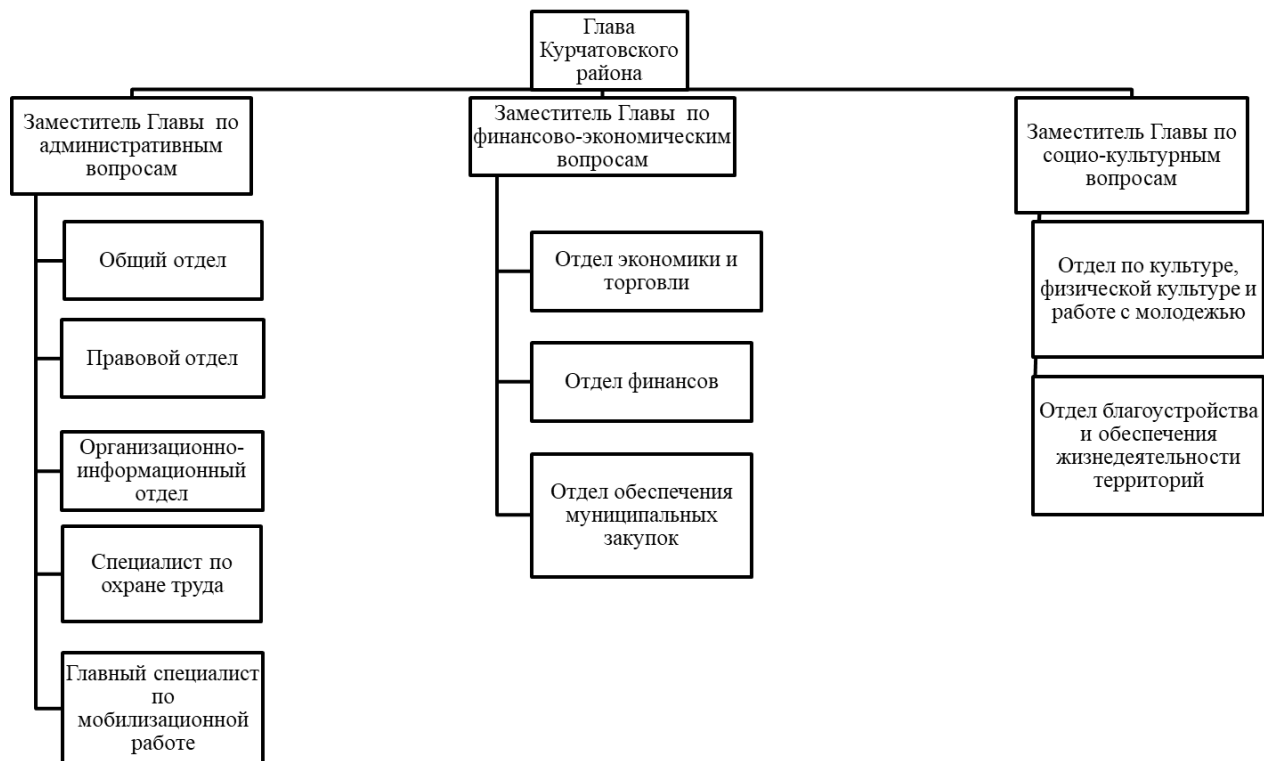 Глава
Курчатовского
района
Заместитель Главы по
административным
вопросам
Общий отдел
Правовой отдел
Организационно-
информационный
отдел
Специалист по
охране труда
Главный специалист
по
мобилизационной
работе
Заместитель Главы по
финансово-экономическим
вопросам
Отдел экономики и
торговли
Отдел финансов
Отдел обеспечения
муниципальных
закупок
Заместитель Главы по
социо-культурным
вопросам
Отдел по культуре,
физической культуре и
работе с молодежью
Отдел благоустройства
и обеспечения
жизнедеятельности
территорий